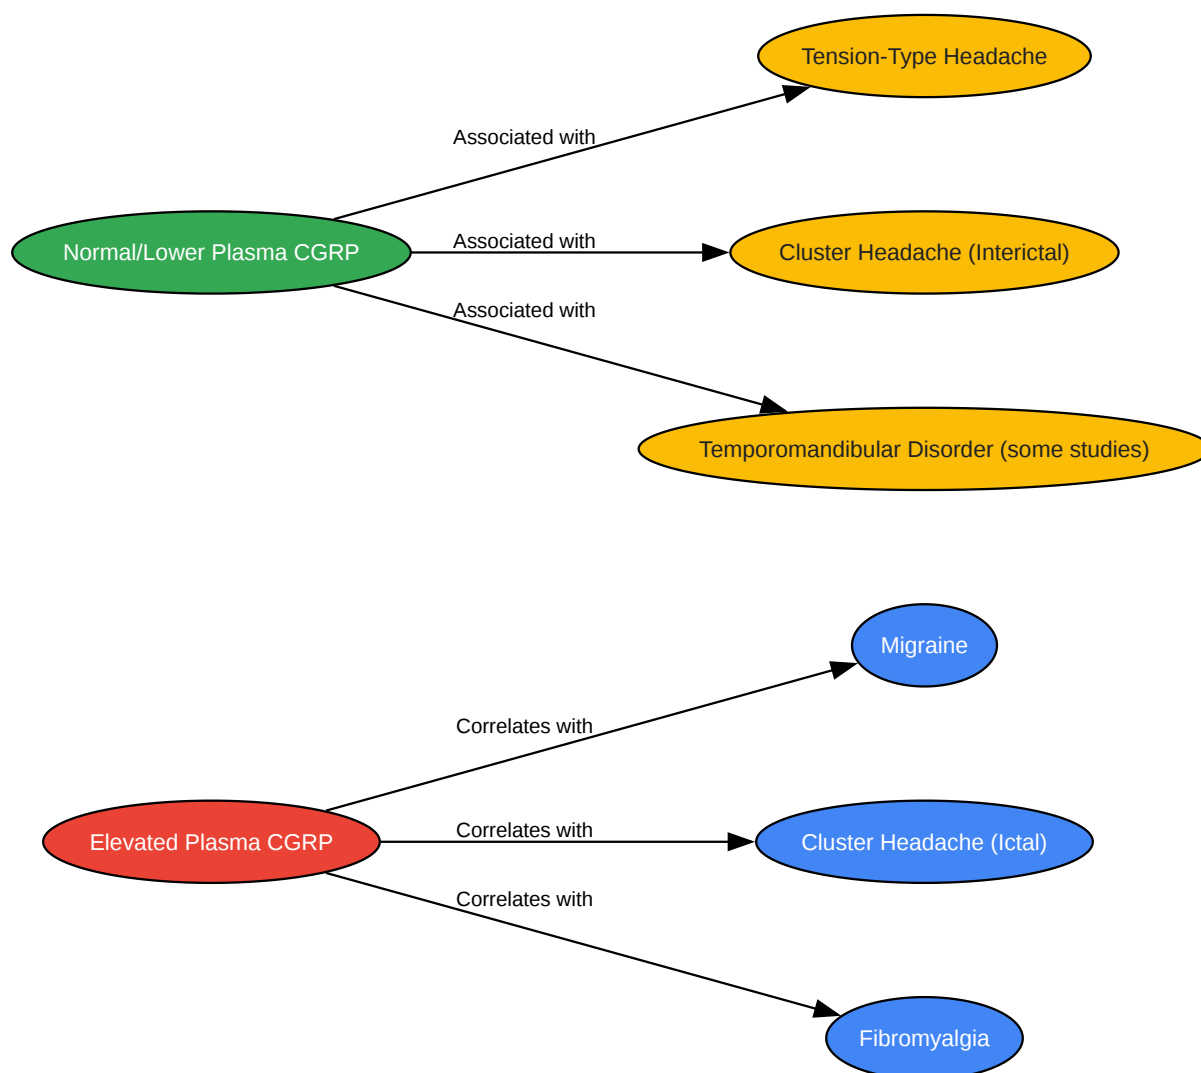 Tension-Type Headache
Associated with
Normal/Lower Plasma CGRP
Associated with
Cluster Headache (Interictal)
Associated with
Temporomandibular Disorder (some studies)
Migraine
Correlates with
Elevated Plasma CGRP
Correlates with
Cluster Headache (Ictal)
Correlates with
Fibromyalgia